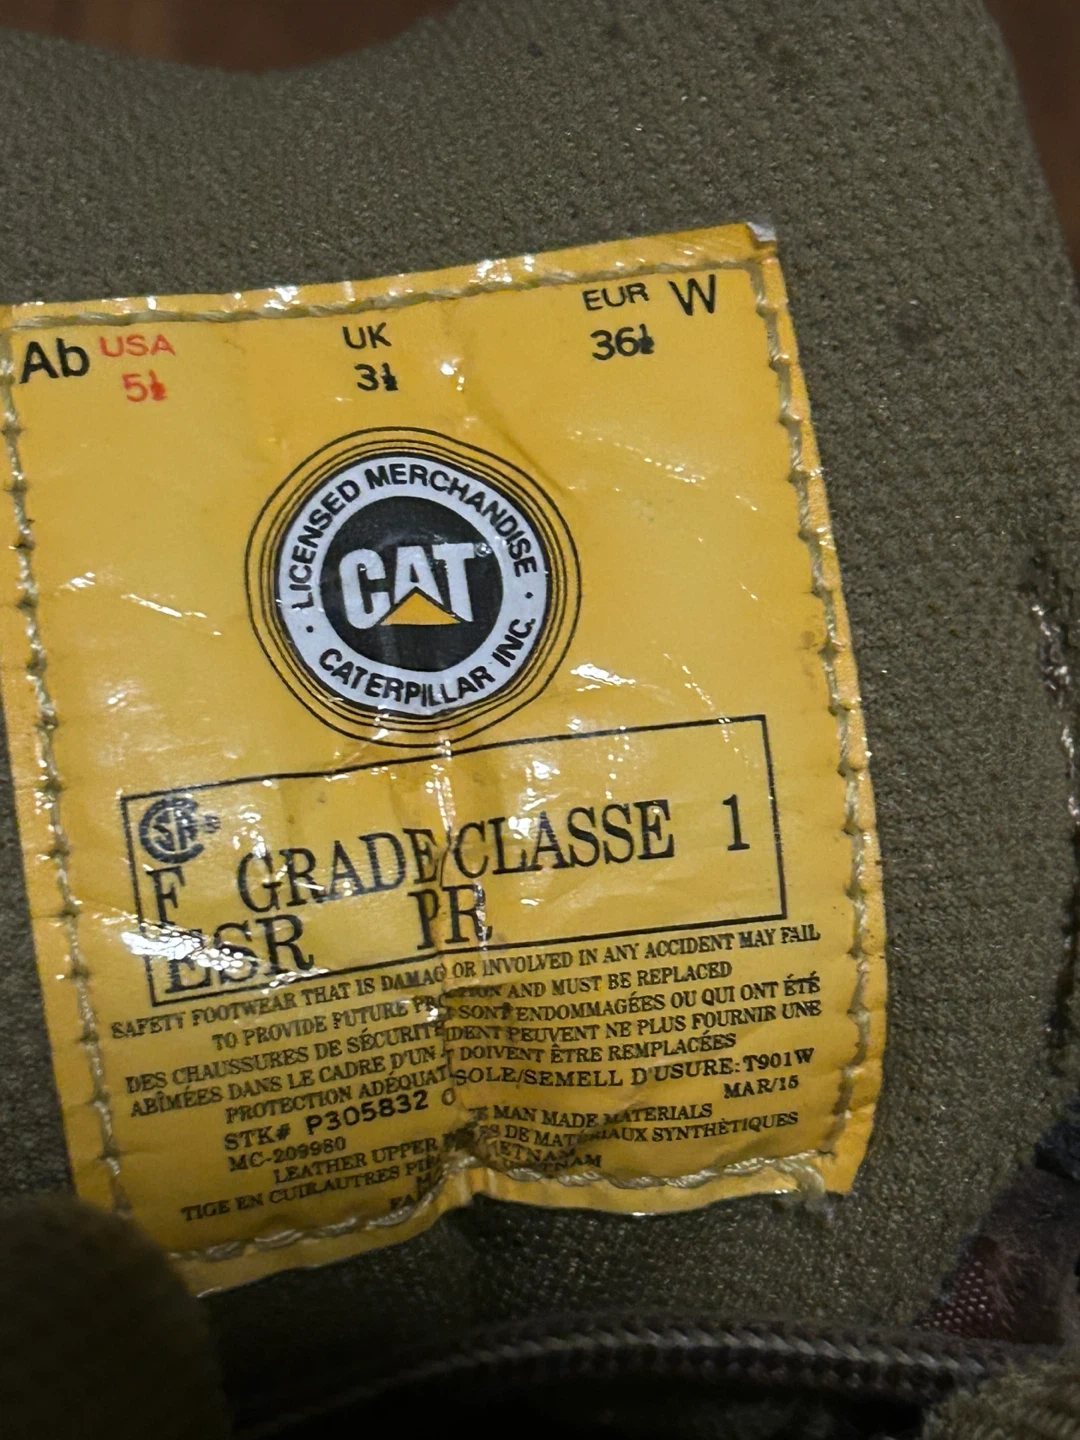 Ab USA UK EUR W
5½ 3½ 36½
LICENSED MERCHANDISE
CAT®
CATERPILLAR INC.
CSA®
F GRADE/CLASSE 1
ESR PR
SAFETY FOOTWEAR THAT IS DAMAG OR INVOLVED IN ANY ACCIDENT MAY FAIL
TO PROVIDE FUTURE AND MUST BE REPLACED
DES CHAUSSURES DE SÉCURITÉ SONT ENDOMMAGÉES OU QUI ONT ÉTÉ
ABÎMÉES DANS LE CADRE D'UN PEUVENT NE PLUS FOURNIR UNE
PROTECTION ADÉQUAT DOIVENT ÊTRE REMPLACÉES
STK# P305832 SOLE/SEMELL D'USURE: T901W
MC-209980 MAR/15
LEATHER UPPER MAN MADE MATERIALS
TIGE EN CUIR.AUTRES DE MATÉRIAUX SYNTHÈTIQUES